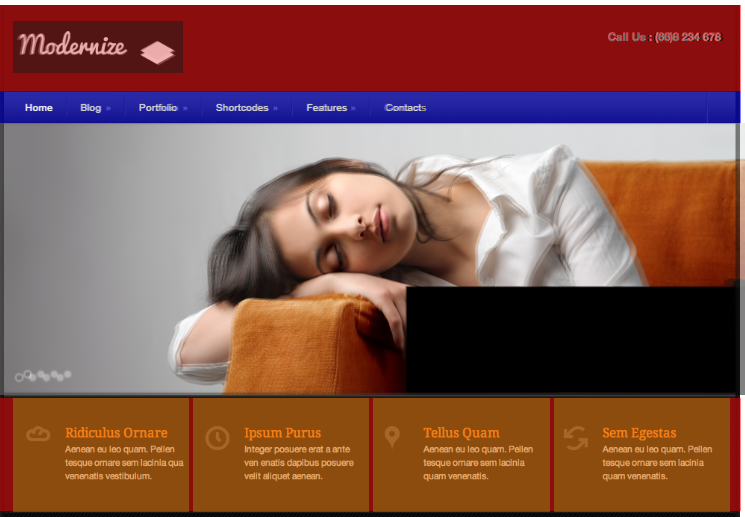 Modernize
Call Us : (66)6 234 678
Home Blog » Portfolio » Shortcodes » Features » Contacts
Ridiculus Ornare
Aenean eu leo quam. Pellen
tesque ornare sem lacinia qua
venenatis vestibulum.
Ipsum Purus
Integer posuere erat a ante
ven enatis dapibus posuere
velit aliquet aenean.
Tellus Quam
Aenean eu leo quam. Pellen
tesque ornare sem lacinia
quam venenatis.
Sem Egestas
Aenean eu leo quam. Pellen
tesque ornare sem lacinia
quam venenatis.